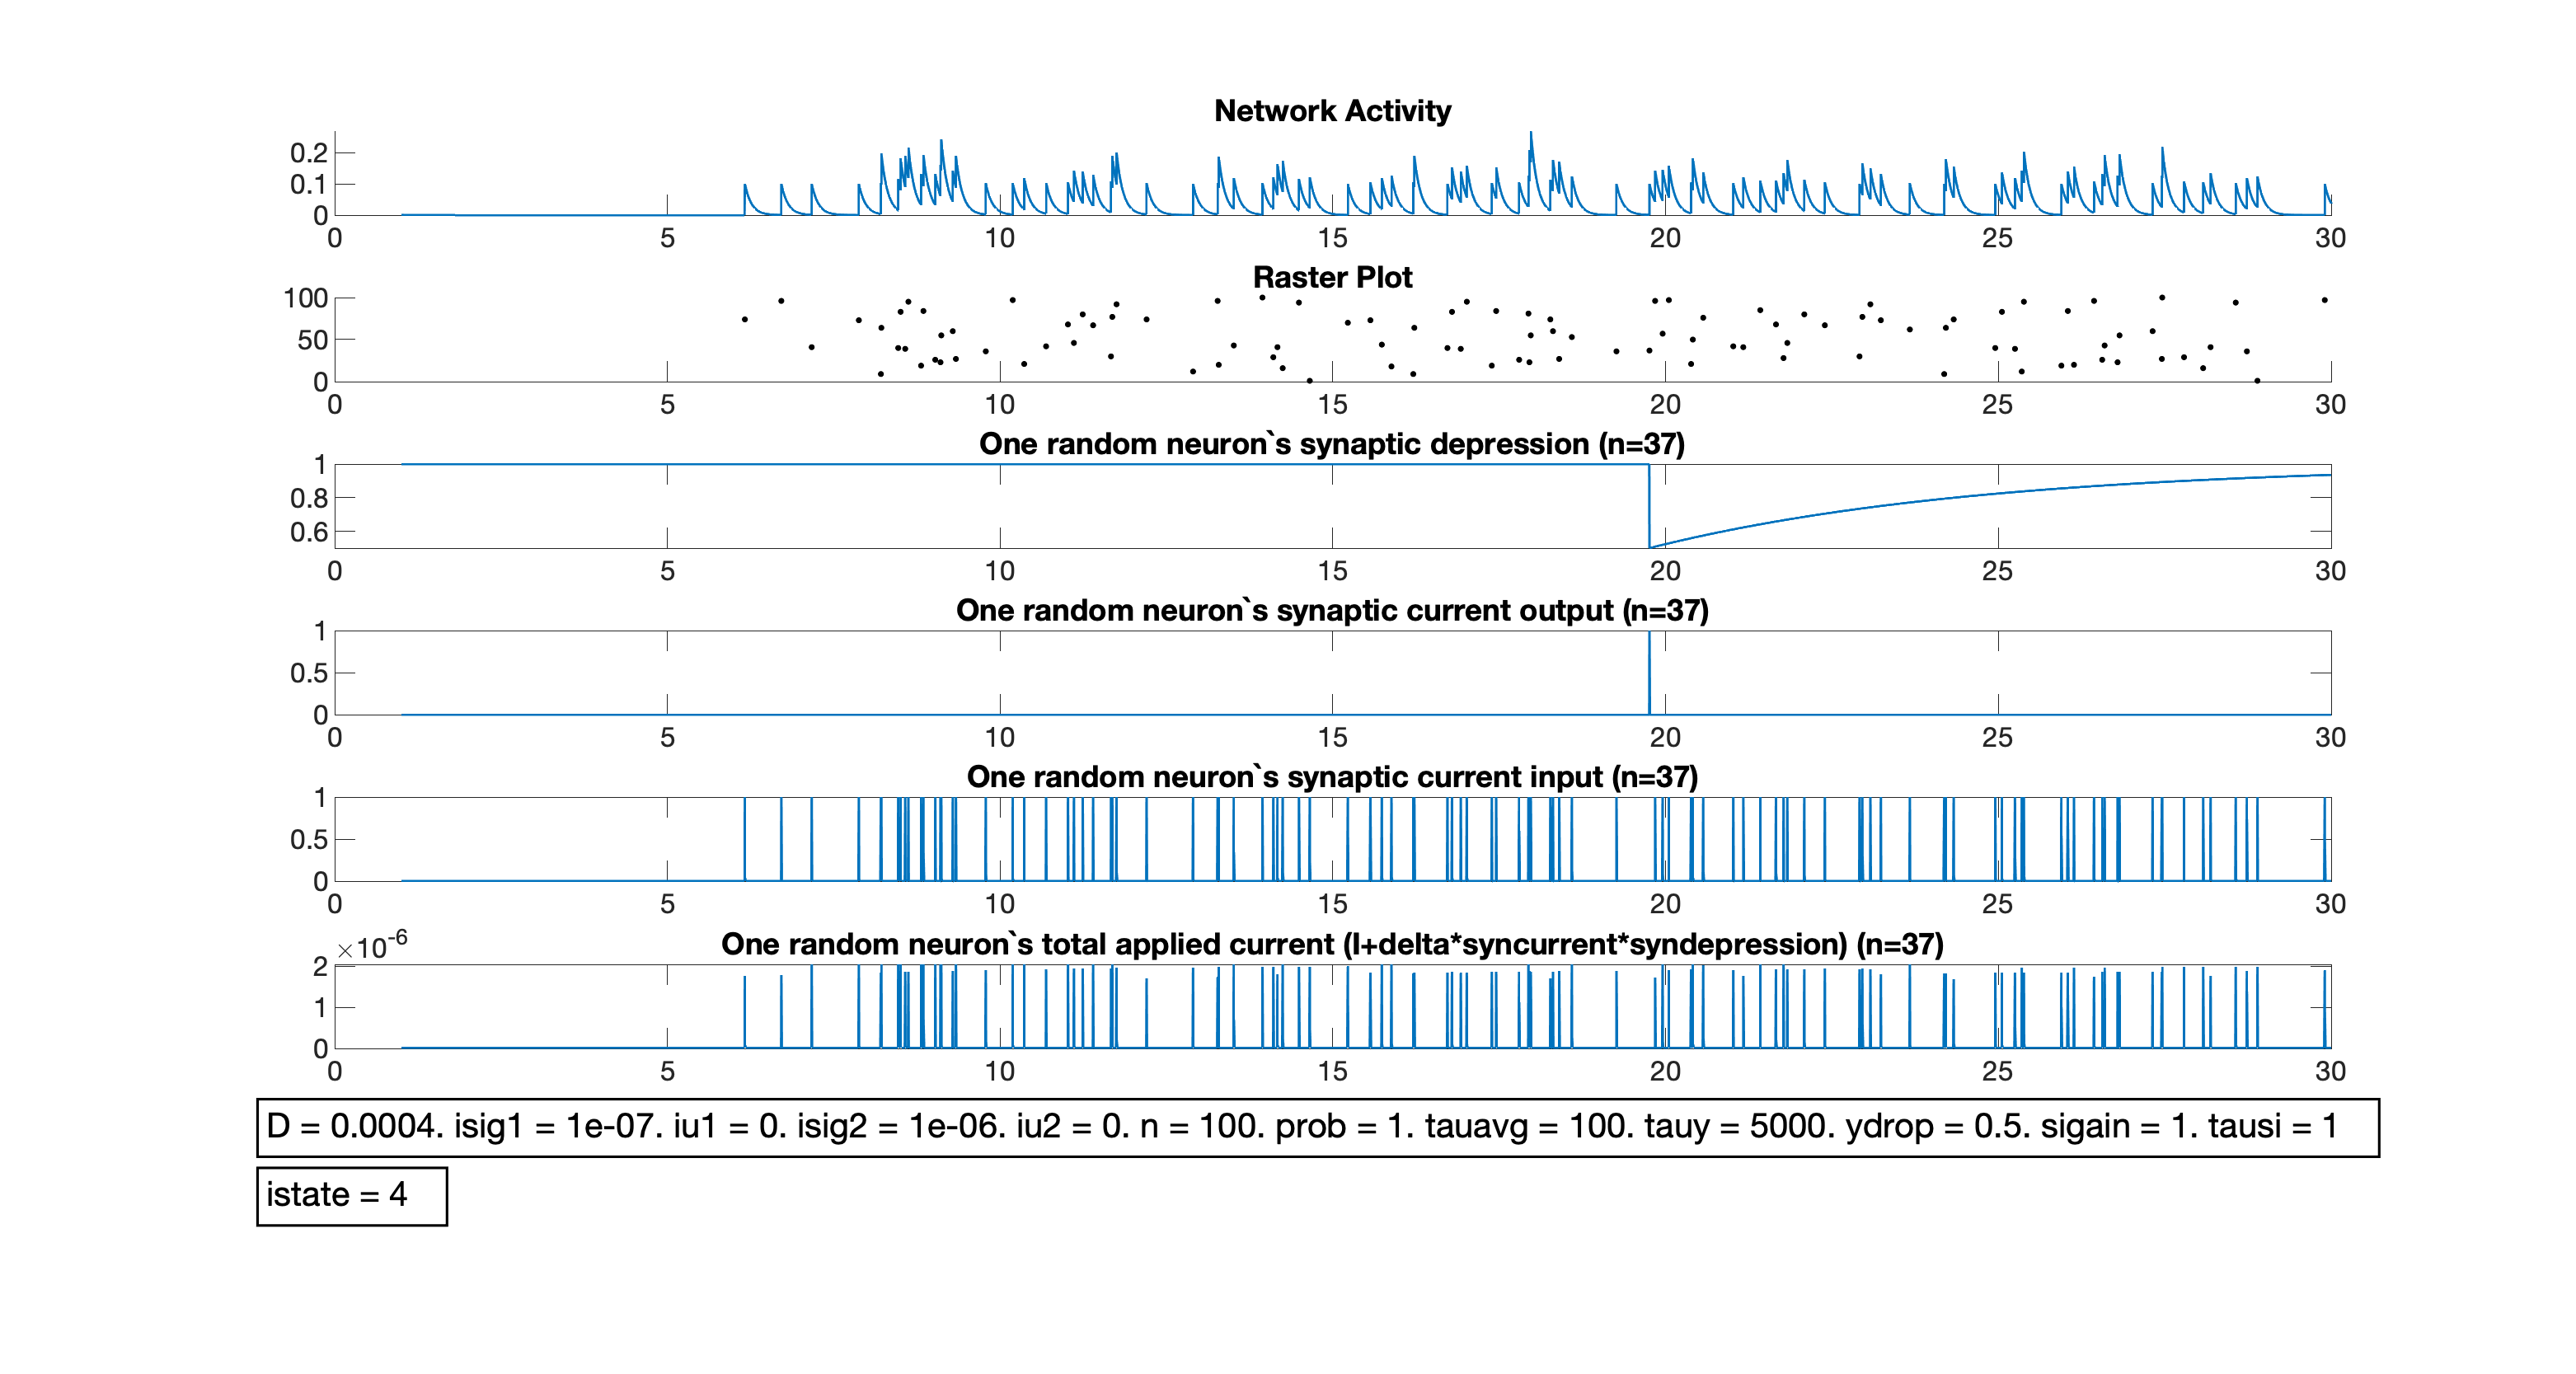 Network Activity
0.2
0.1
0
0 5 10 15 20 25 30
Raster Plot
100
50
0
0 5 10 15 20 25 30
One random neuron`s synaptic depression (n=37)
1
0.8
0.6
0 5 10 15 20 25 30
One random neuron`s synaptic current output (n=37)
1
0.5
0
0 5 10 15 20 25 30
One random neuron`s synaptic current input (n=37)
1
0.5
0
0 5 10 15 20 25 30
×10-6
One random neuron`s total applied current (I+delta*syncurrent*syndepression) (n=37)
2
1
0
0 5 10 15 20 25 30
D = 0.0004. isig1 = 1e-07. iu1 = 0. isig2 = 1e-06. iu2 = 0. n = 100. prob = 1. tauavg = 100. tauy = 5000. ydrop = 0.5. sigain = 1. tausi = 1
istate = 4